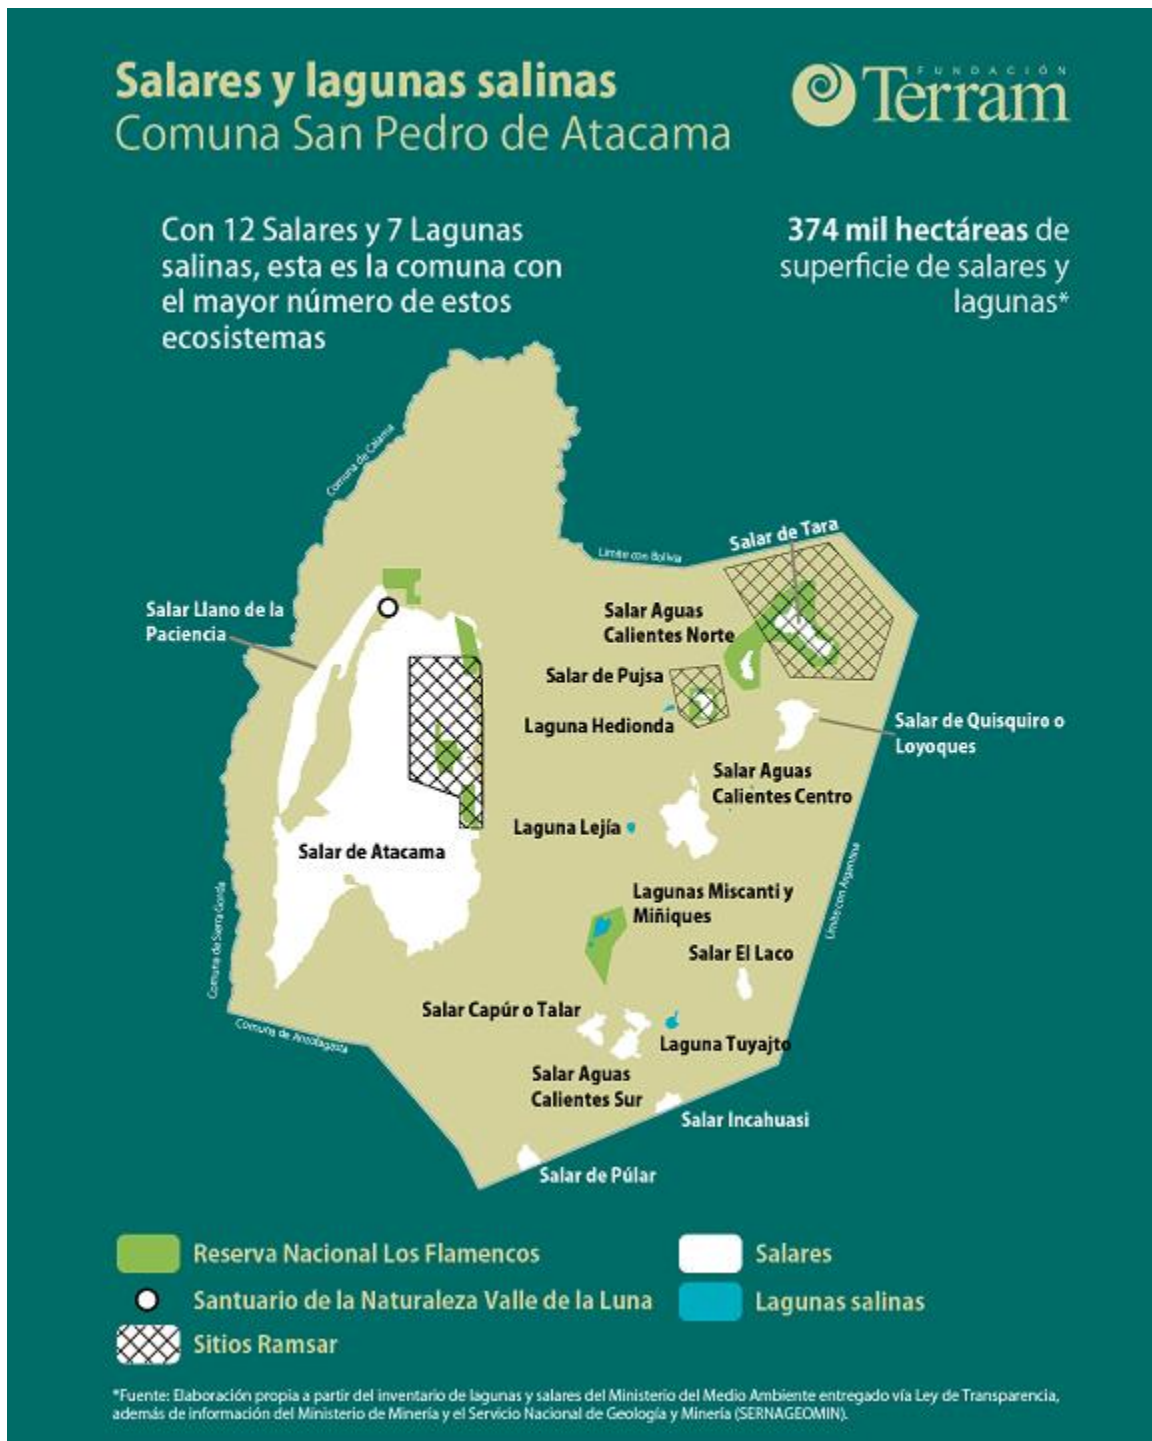 Salares y lagunas salinas
Comuna San Pedro de Atacama
FUNDACIÓN
Terram
Con 12 Salares y 7 Lagunas
salinas, esta es la comuna con
el mayor número de estos
ecosistemas
374 mil hectáreas de
superficie de salares y
lagunas*
Comuna de Calama
Límite con Bolivia
Salar de Tara
Salar Llano de la
Paciencia
Salar Aguas
Calientes Norte
Salar de Pujsa
Laguna Hedionda
Salar de Quisquiro o
Loyoques
Salar Aguas
Calientes Centro
Laguna Lejía
Salar de Atacama
Límite con Argentina
Lagunas Miscanti y
Miñiques
Comuna de Sierra Gorda
Salar El Laco
Salar Capúr o Talar
Comuna de Antofagasta
Laguna Tuyajto
Salar Aguas
Calientes Sur
Salar Incahuasi
Salar de Púlar
Reserva Nacional Los Flamencos
Salares
Santuario de la Naturaleza Valle de la Luna
Lagunas salinas
Sitios Ramsar
*Fuente: Elaboración propia a partir del inventario de lagunas y salares del Ministerio del Medio Ambiente entregado vía Ley de Transparencia,
además de información del Ministerio de Minería y el Servicio Nacional de Geología y Minería (SERNAGEOMIN).